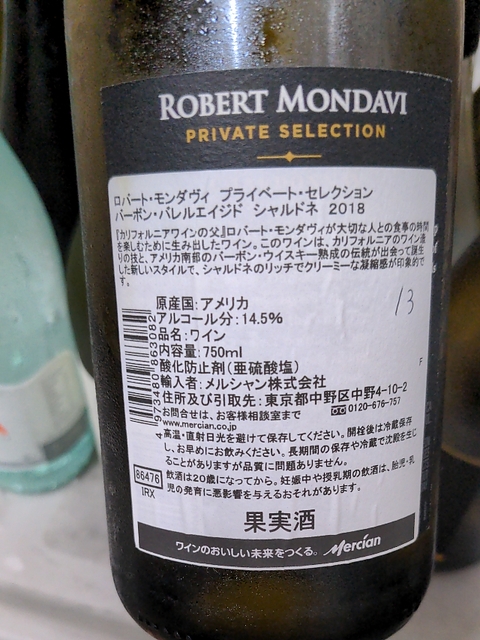 ROBERT MONDAVI
PRIVATE SELECTION
ロバート・モンダヴィ プライベート・セレクション
バーボン・バレルエイジド シャルドネ 2018
『カリフォルニアワインの父』ロバート・モンダヴィが大切な人との食事の時間
を楽しむために生み出したワイン。このワインは、カリフォルニアのワイン造
りの技と、アメリカ南部のバーボン・ウイスキー熟成の伝統が出会って誕生
した新しいスタイルで、シャルドネのリッチでクリーミーな凝縮感が印象的で
す。
原産国:アメリカ
アルコール分:14.5%
品名:ワイン
内容量:750ml
酸化防止剤(亜硫酸塩)
輸入者:メルシャン株式会社
住所及び引取先:東京都中野区中野4-10-2
お問合せは、お客様相談室まで 0120-676-757
www.mercian.co.jp
高温・直射日光を避けて保存してください。開栓後は冷蔵保存
し、お早めにお飲みください。長期間の保存や冷蔵で沈殿を生じ
ることがありますが品質に問題ありません。
飲酒は20歳になってから。妊娠中や授乳期の飲酒は、胎児・乳
児の発育に悪影響を与えるおそれがあります。
86476
IRX
果実酒
ワインのおいしい未来をつくる。 Mercian
4 973480 863082
13
F